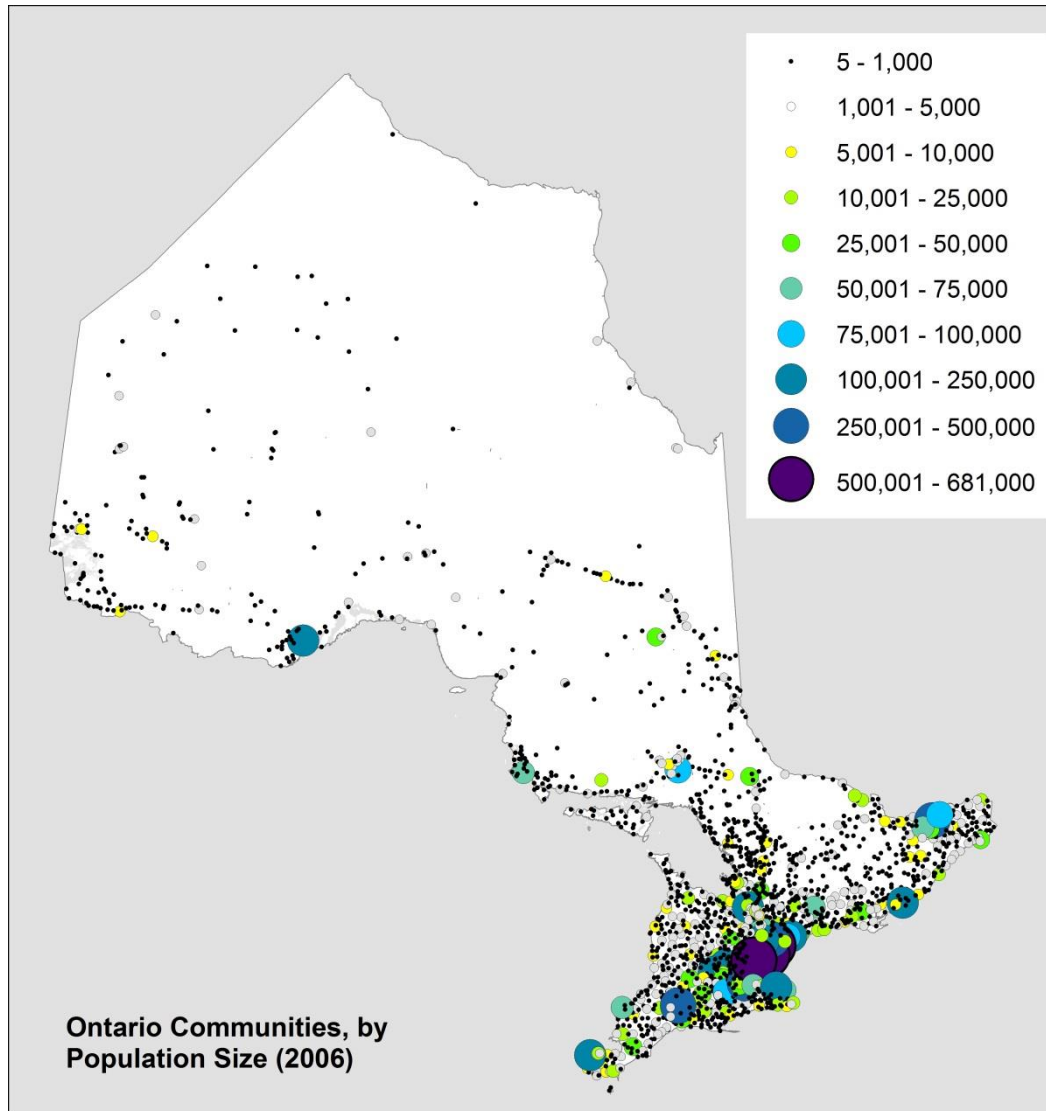 5 - 1,000
1,001 - 5,000
5,001 - 10,000
10,001 - 25,000
25,001 - 50,000
50,001 - 75,000
75,001 - 100,000
100,001 - 250,000
250,001 - 500,000
500,001 - 681,000
Ontario Communities, by
Population Size (2006)